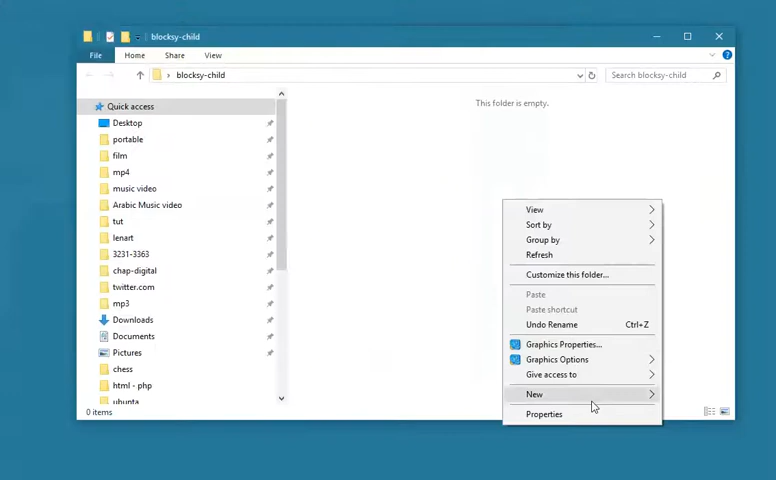 blocksy-child
File Home Share View
blocksy-child
Search blocksy-child
Quick access
This folder is empty.
Desktop
portable
film
mp4
music video
Arabic Music video
tut
lenart
3231-3363
chap-digital
twitter.com
mp3
Downloads
Documents
Pictures
chess
html - php
ubunta
View
Sort by
Group by
Refresh
Customize this folder...
Paste
Paste shortcut
Undo Rename Ctrl+Z
Graphics Properties...
Graphics Options
Give access to
New
Properties
0 items